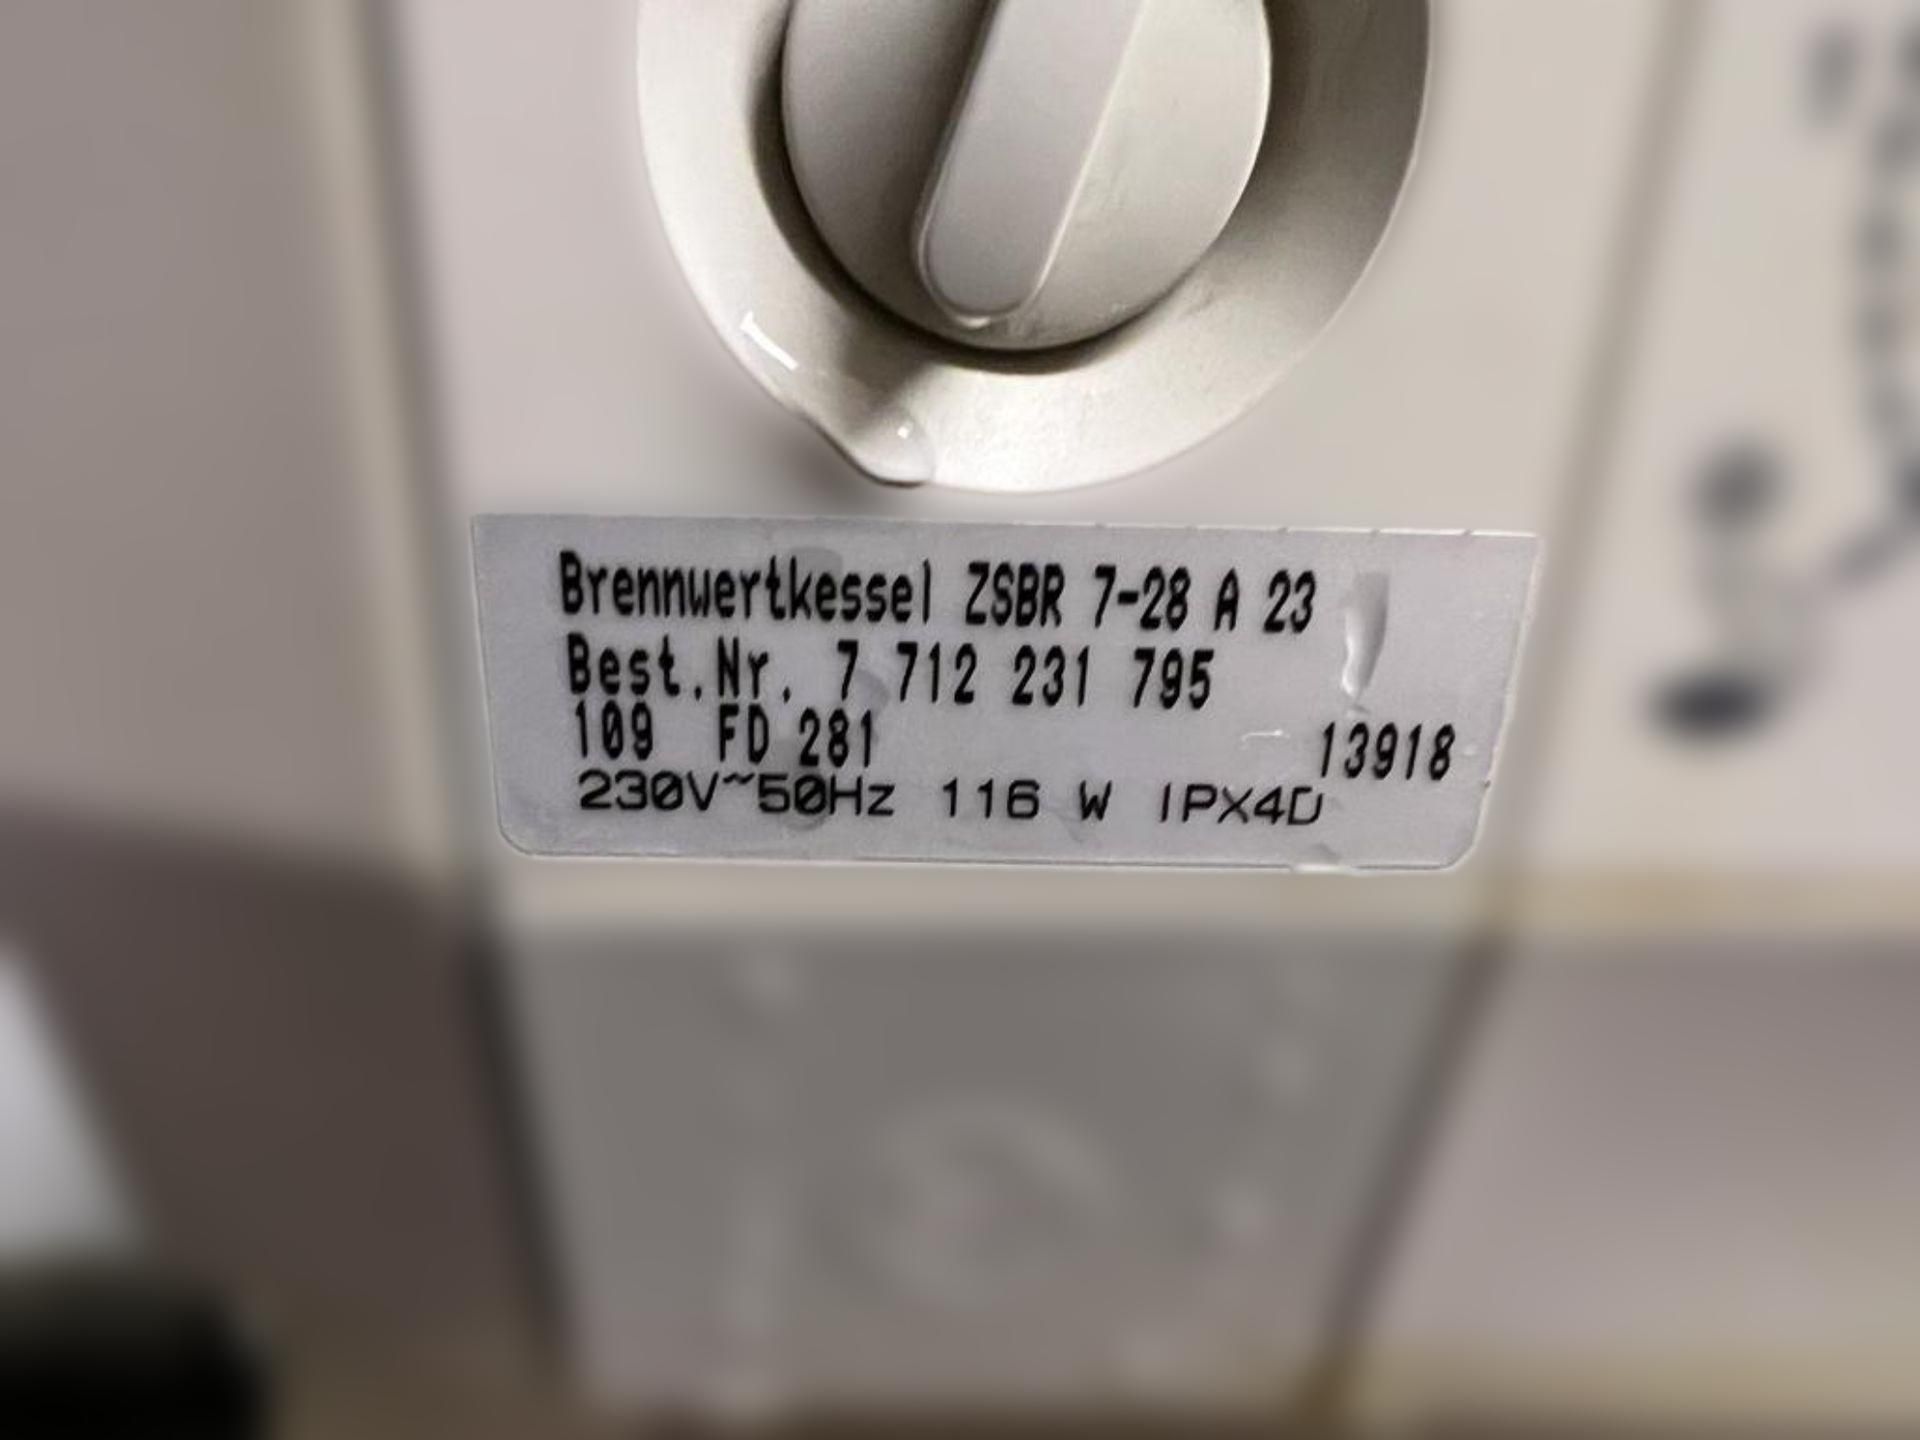 Brennwertkessel ZSBR 7-28 A 23
Best.Nr. 7 712 231 795
109 FD 281 13918
230V~50Hz 116 W IPX4D